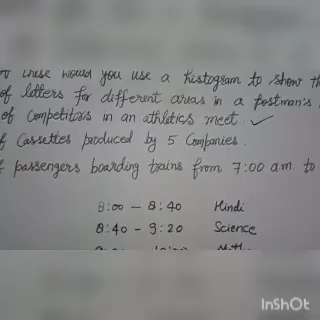 these would you use a histogram to show th
of letters for different areas in a postman's
of competitors in an athletics meet.
of Cassettes produced by 5 Companies.
passengers boarding trains from 7:00 am. to
8:00 - 8:40 Hindi
8:40 - 9:20 Science
InShOt